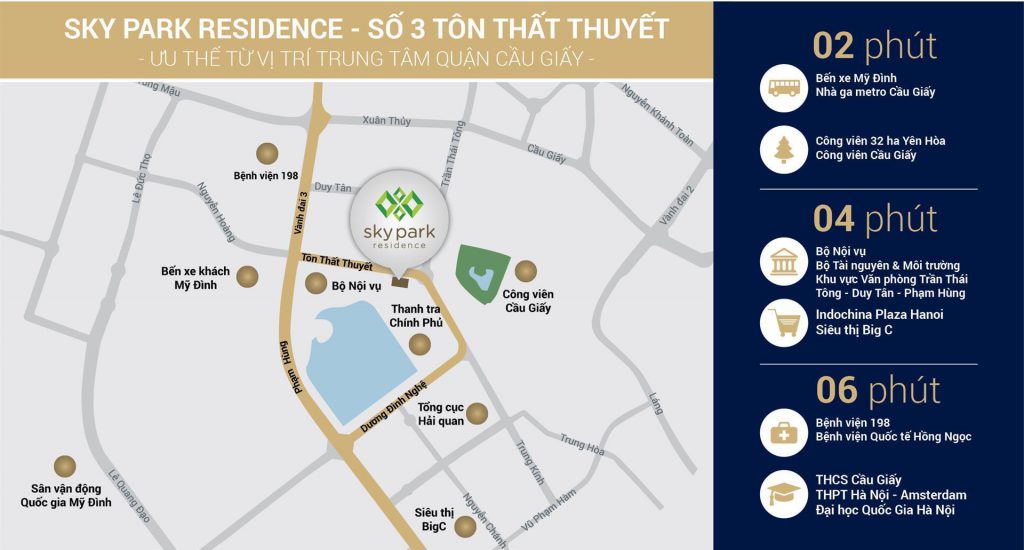 SKY PARK RESIDENCE - SỐ 3 TÔN THẤT THUYẾT
- ƯU THẾ TỪ VỊ TRÍ TRUNG TÂM QUẬN CẦU GIẤY -
Trung Mậu
Xuân Thủy
Trần Thái Tông
Cầu Giấy
Nguyễn Khánh Toàn
Lê Đức Thọ
Bệnh viện 198
Vành đai 3
Duy Tân
Nguyễn Hoàng
Vành đai 2
sky park
residence
Tôn Thất Thuyết
Bến xe khách
Mỹ Đình
Bộ Nội vụ
Công viên
Cầu Giấy
Thanh tra
Chính Phủ
Phạm Hùng
Dương Đình Nghệ
Tổng cục
Hải quan
Láng
Trung Hòa
Trung Kính
Sân vận động
Quốc gia Mỹ Đình
Lê Quang Đạo
Siêu thị
BigC
Nguyễn Chánh
Vũ Phạm Hàm
02 phút
Bến xe Mỹ Đình
Nhà ga metro Cầu Giấy
Công viên 32 ha Yên Hòa
Công viên Cầu Giấy
04 phút
Bộ Nội vụ
Bộ Tài nguyên & Môi trường
Khu vực Văn phòng Trần Thái
Tông - Duy Tân - Phạm Hùng
Indochina Plaza Hanoi
Siêu thị Big C
06 phút
Bệnh viện 198
Bệnh viện Quốc tế Hồng Ngọc
THCS Cầu Giấy
THPT Hà Nội - Amsterdam
Đại học Quốc Gia Hà Nội